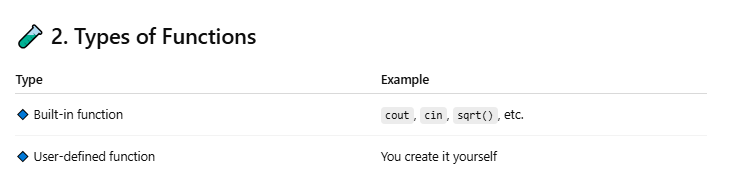 2. Types of Functions
Type Example
Built-in function cout, cin, sqrt(), etc.
User-defined function You create it yourself